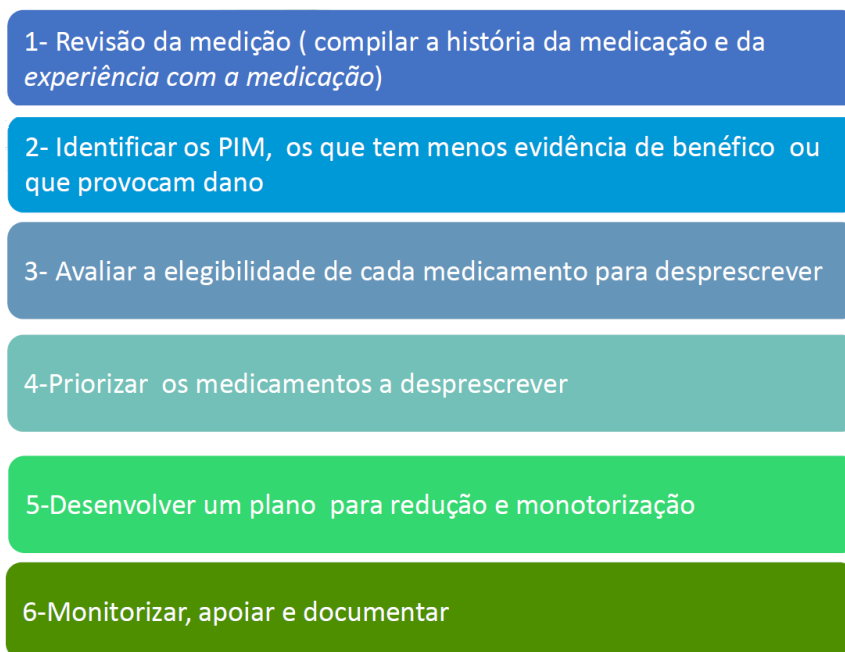 1- Revisão da medição ( compilar a história da medicação e da
experiência com a medicação)
2- Identificar os PIM, os que tem menos evidência de benéfico ou
que provocam dano
3- Avaliar a elegibilidade de cada medicamento para desprescrever
4-Priorizar os medicamentos a desprescrever
5-Desenvolver um plano para redução e monotorização
6-Monitorizar, apoiar e documentar